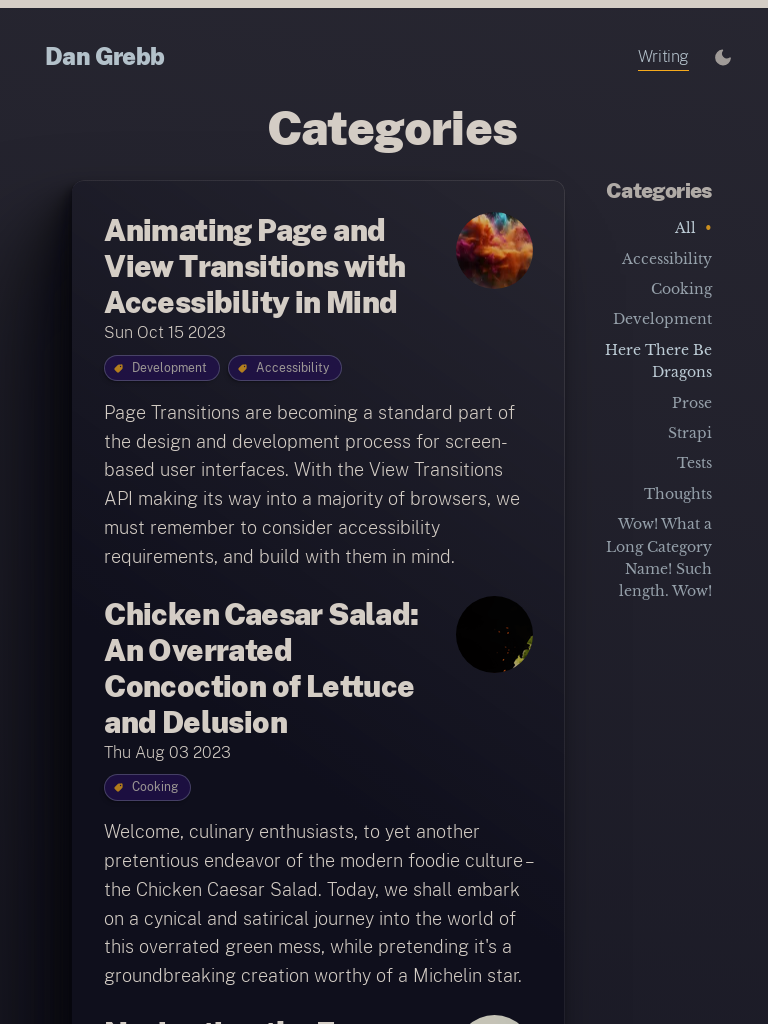 Dan Grebb
Writing
Categories
Animating Page and
View Transitions with
Accessibility in Mind
Sun Oct 15 2023
Development
Accessibility
Page Transitions are becoming a standard part of
the design and development process for screen-
based user interfaces. With the View Transitions
API making its way into a majority of browsers, we
must remember to consider accessibility
requirements, and build with them in mind.
Chicken Caesar Salad:
An Overrated
Concoction of Lettuce
and Delusion
Thu Aug 03 2023
Cooking
Welcome, culinary enthusiasts, to yet another
pretentious endeavor of the modern foodie culture –
the Chicken Caesar Salad. Today, we shall embark
on a cynical and satirical journey into the world of
this overrated green mess, while pretending it's a
groundbreaking creation worthy of a Michelin star.
Categories
All •
Accessibility
Cooking
Development
Here There Be
Dragons
Prose
Strapi
Tests
Thoughts
Wow! What a
Long Category
Name! Such
length. Wow!